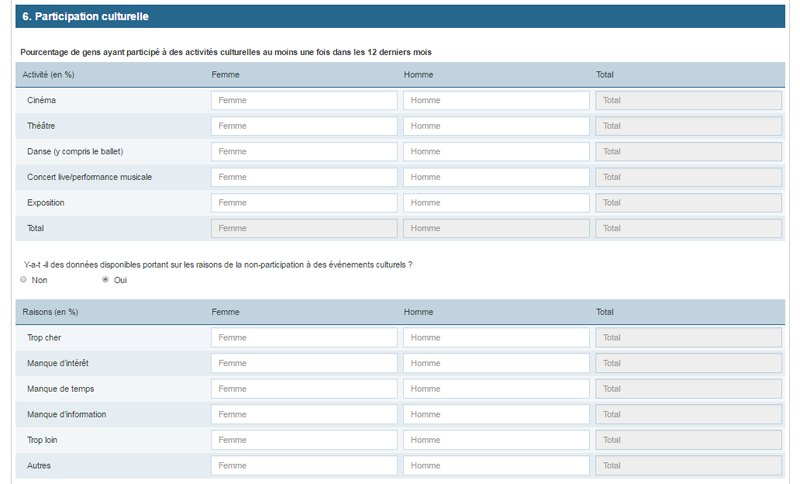 6. Participation culturelle
Pourcentage de gens ayant participé à des activités culturelles au moins une fois dans les 12 derniers mois
Activité (en %) Femme Homme Total
Cinéma Femme Homme Total
Théâtre Femme Homme Total
Danse (y compris le ballet) Femme Homme Total
Concert live/performance musicale Femme Homme Total
Exposition Femme Homme Total
Total Femme Homme Total
Y-a-t -il des données disponibles portant sur les raisons de la non-participation à des événements culturels ?
Non Oui
Raisons (en %) Femme Homme Total
Trop cher Femme Homme Total
Manque d'intérêt Femme Homme Total
Manque de temps Femme Homme Total
Manque d'information Femme Homme Total
Trop loin Femme Homme Total
Autres Femme Homme Total